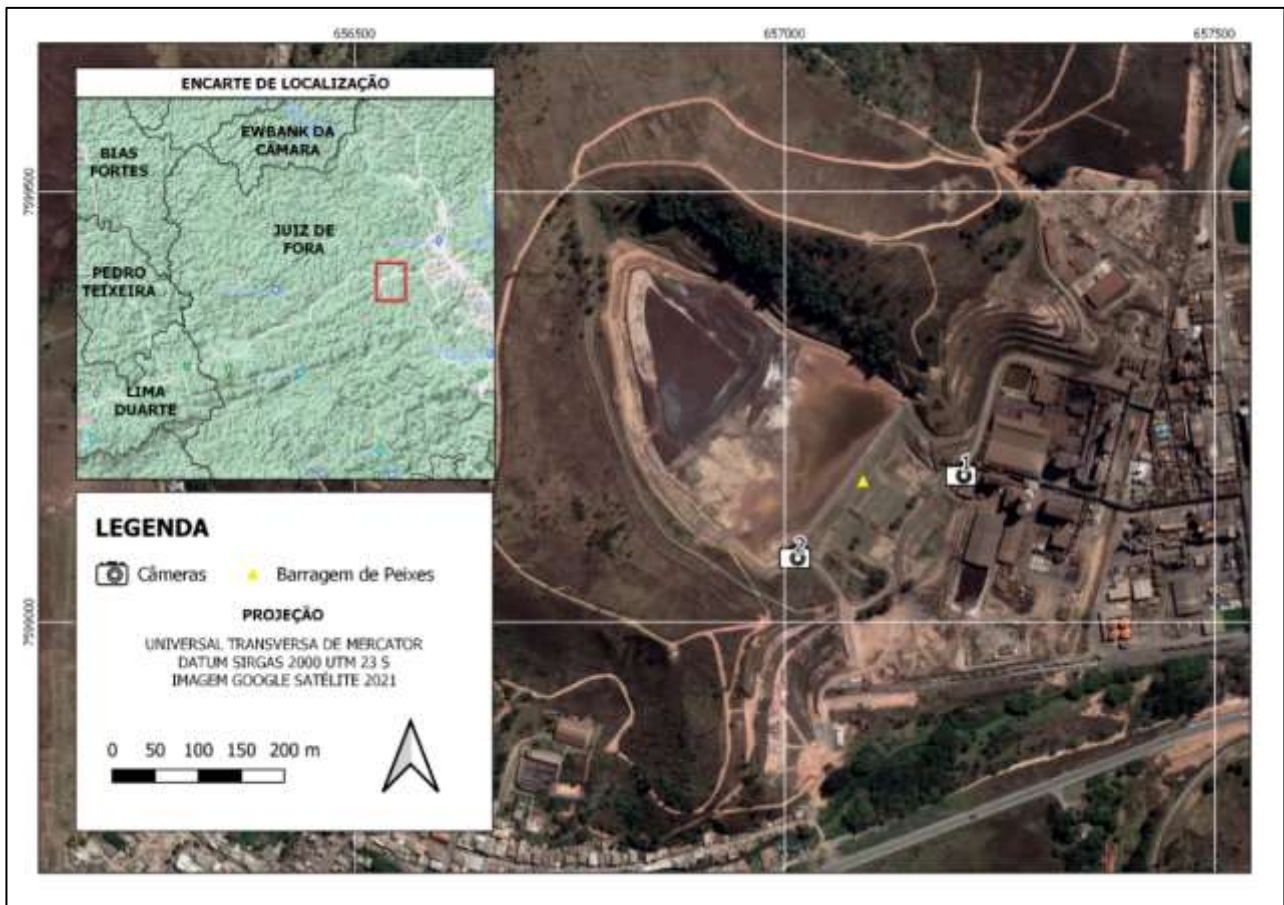 656500
657000
657500
ENCARTE DE LOCALIZAÇÃO
EWBANK DA
CÂMARA
BIAS
FORTES
JUIZ DE
FORA
PEDRO
TEIXEIRA
LIMA
DUARTE
7599500
7599000
1
2
LEGENDA
Câmeras
Barragem de Peixes
PROJEÇÃO
UNIVERSAL TRANSVERSA DE MERCATOR
DATUM SIRGAS 2000 UTM 23 S
IMAGEM GOOGLE SATÉLITE 2021
0 50 100 150 200 m